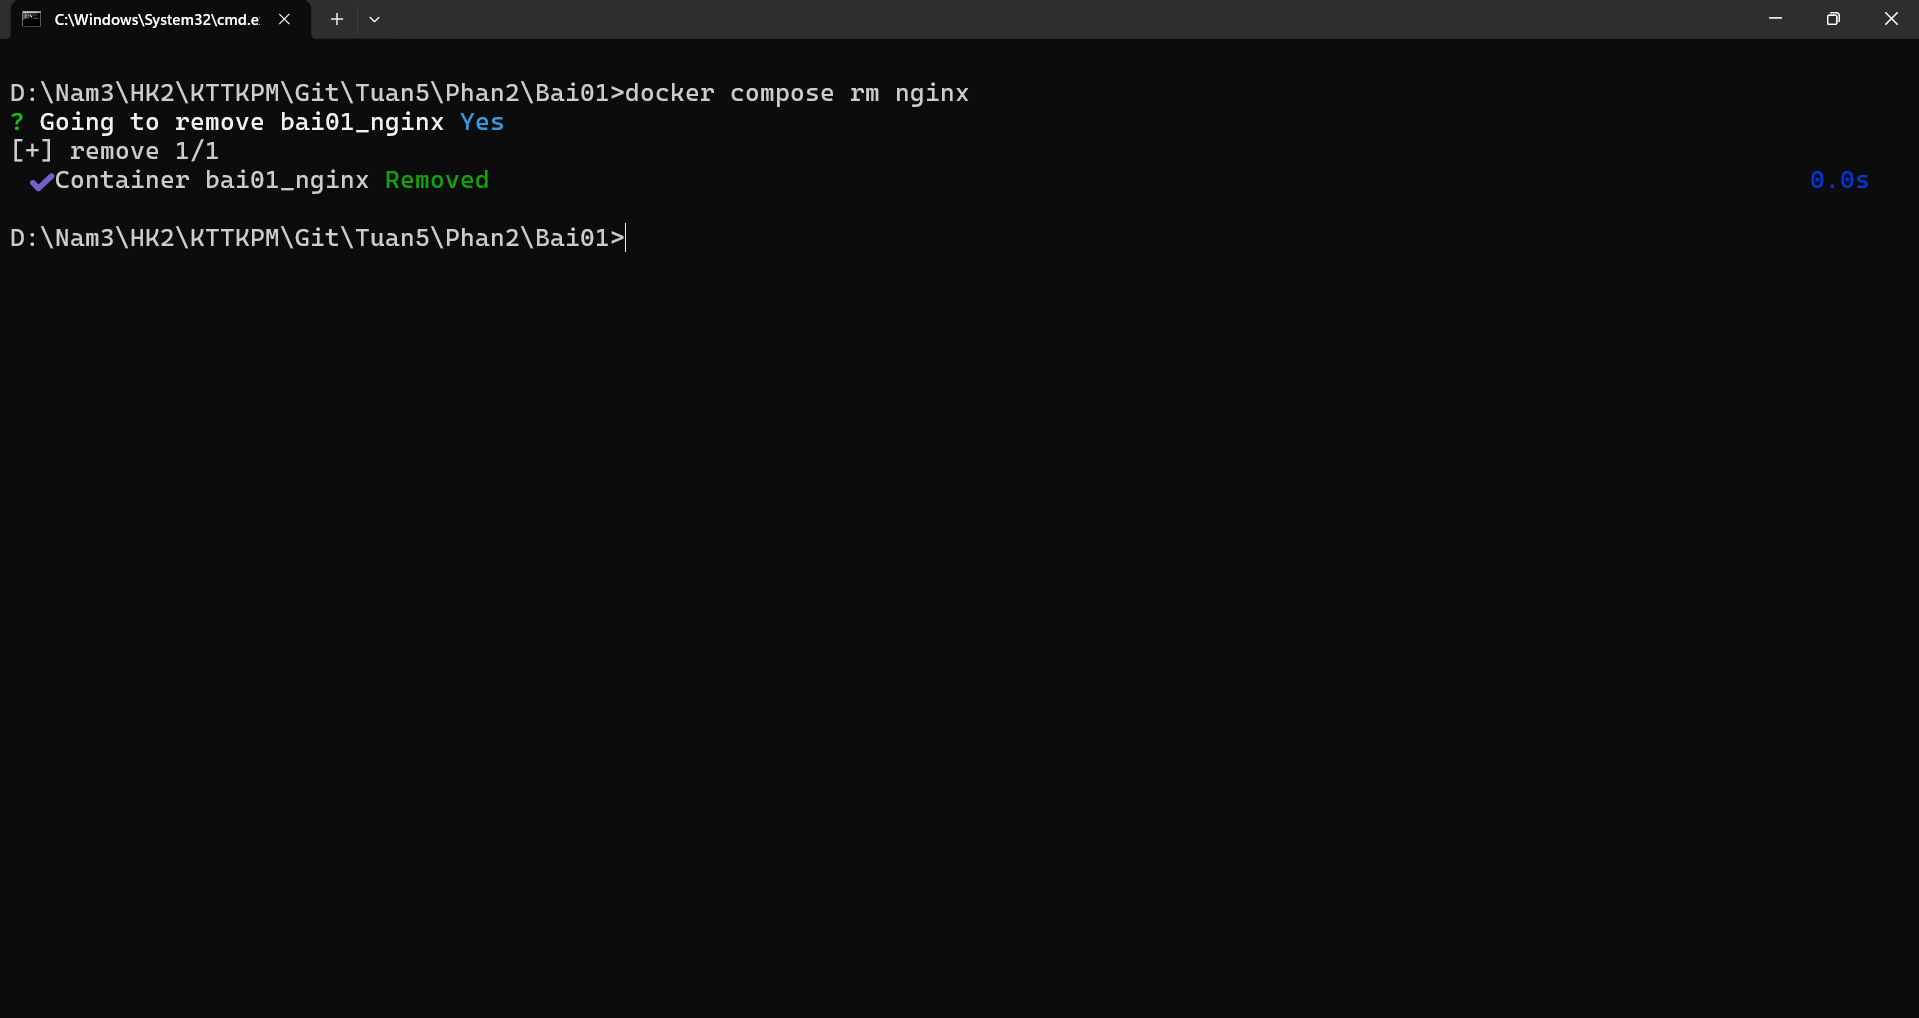 C:\Windows\System32\cmd.e
D:\Nam3\HK2\KTTKPM\Git\Tuan5\Phan2\Bai01>docker compose rm nginx
? Going to remove bai01_nginx Yes
[+] remove 1/1
✔Container bai01_nginx Removed 0.0s
D:\Nam3\HK2\KTTKPM\Git\Tuan5\Phan2\Bai01>